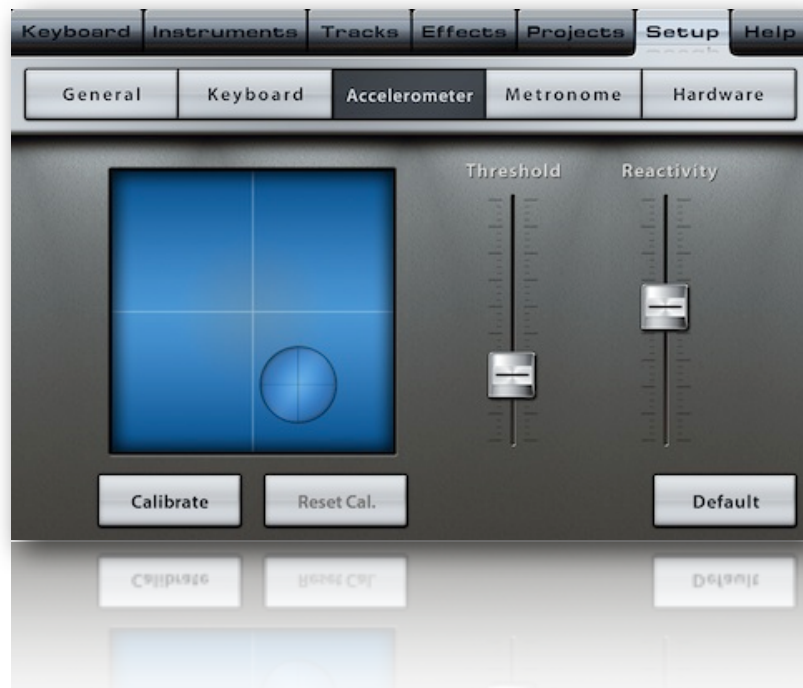 Keyboard Instruments Tracks Effects Projects Setup Help
General Keyboard Accelerometer Metronome Hardware
Threshold Reactivity
Calibrate Reset Cal. Default